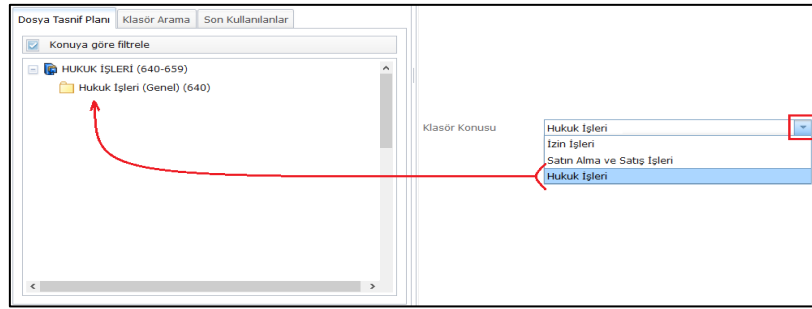 Dosya Tasnif Planı Klasör Arama Son Kullanılanlar
Konuya göre filtrele
HUKUK İŞLERİ (640-659)
Hukuk İşleri (Genel) (640)
Klasör Konusu Hukuk İşleri
İzin İşleri
Satın Alma ve Satış İşleri
Hukuk İşleri